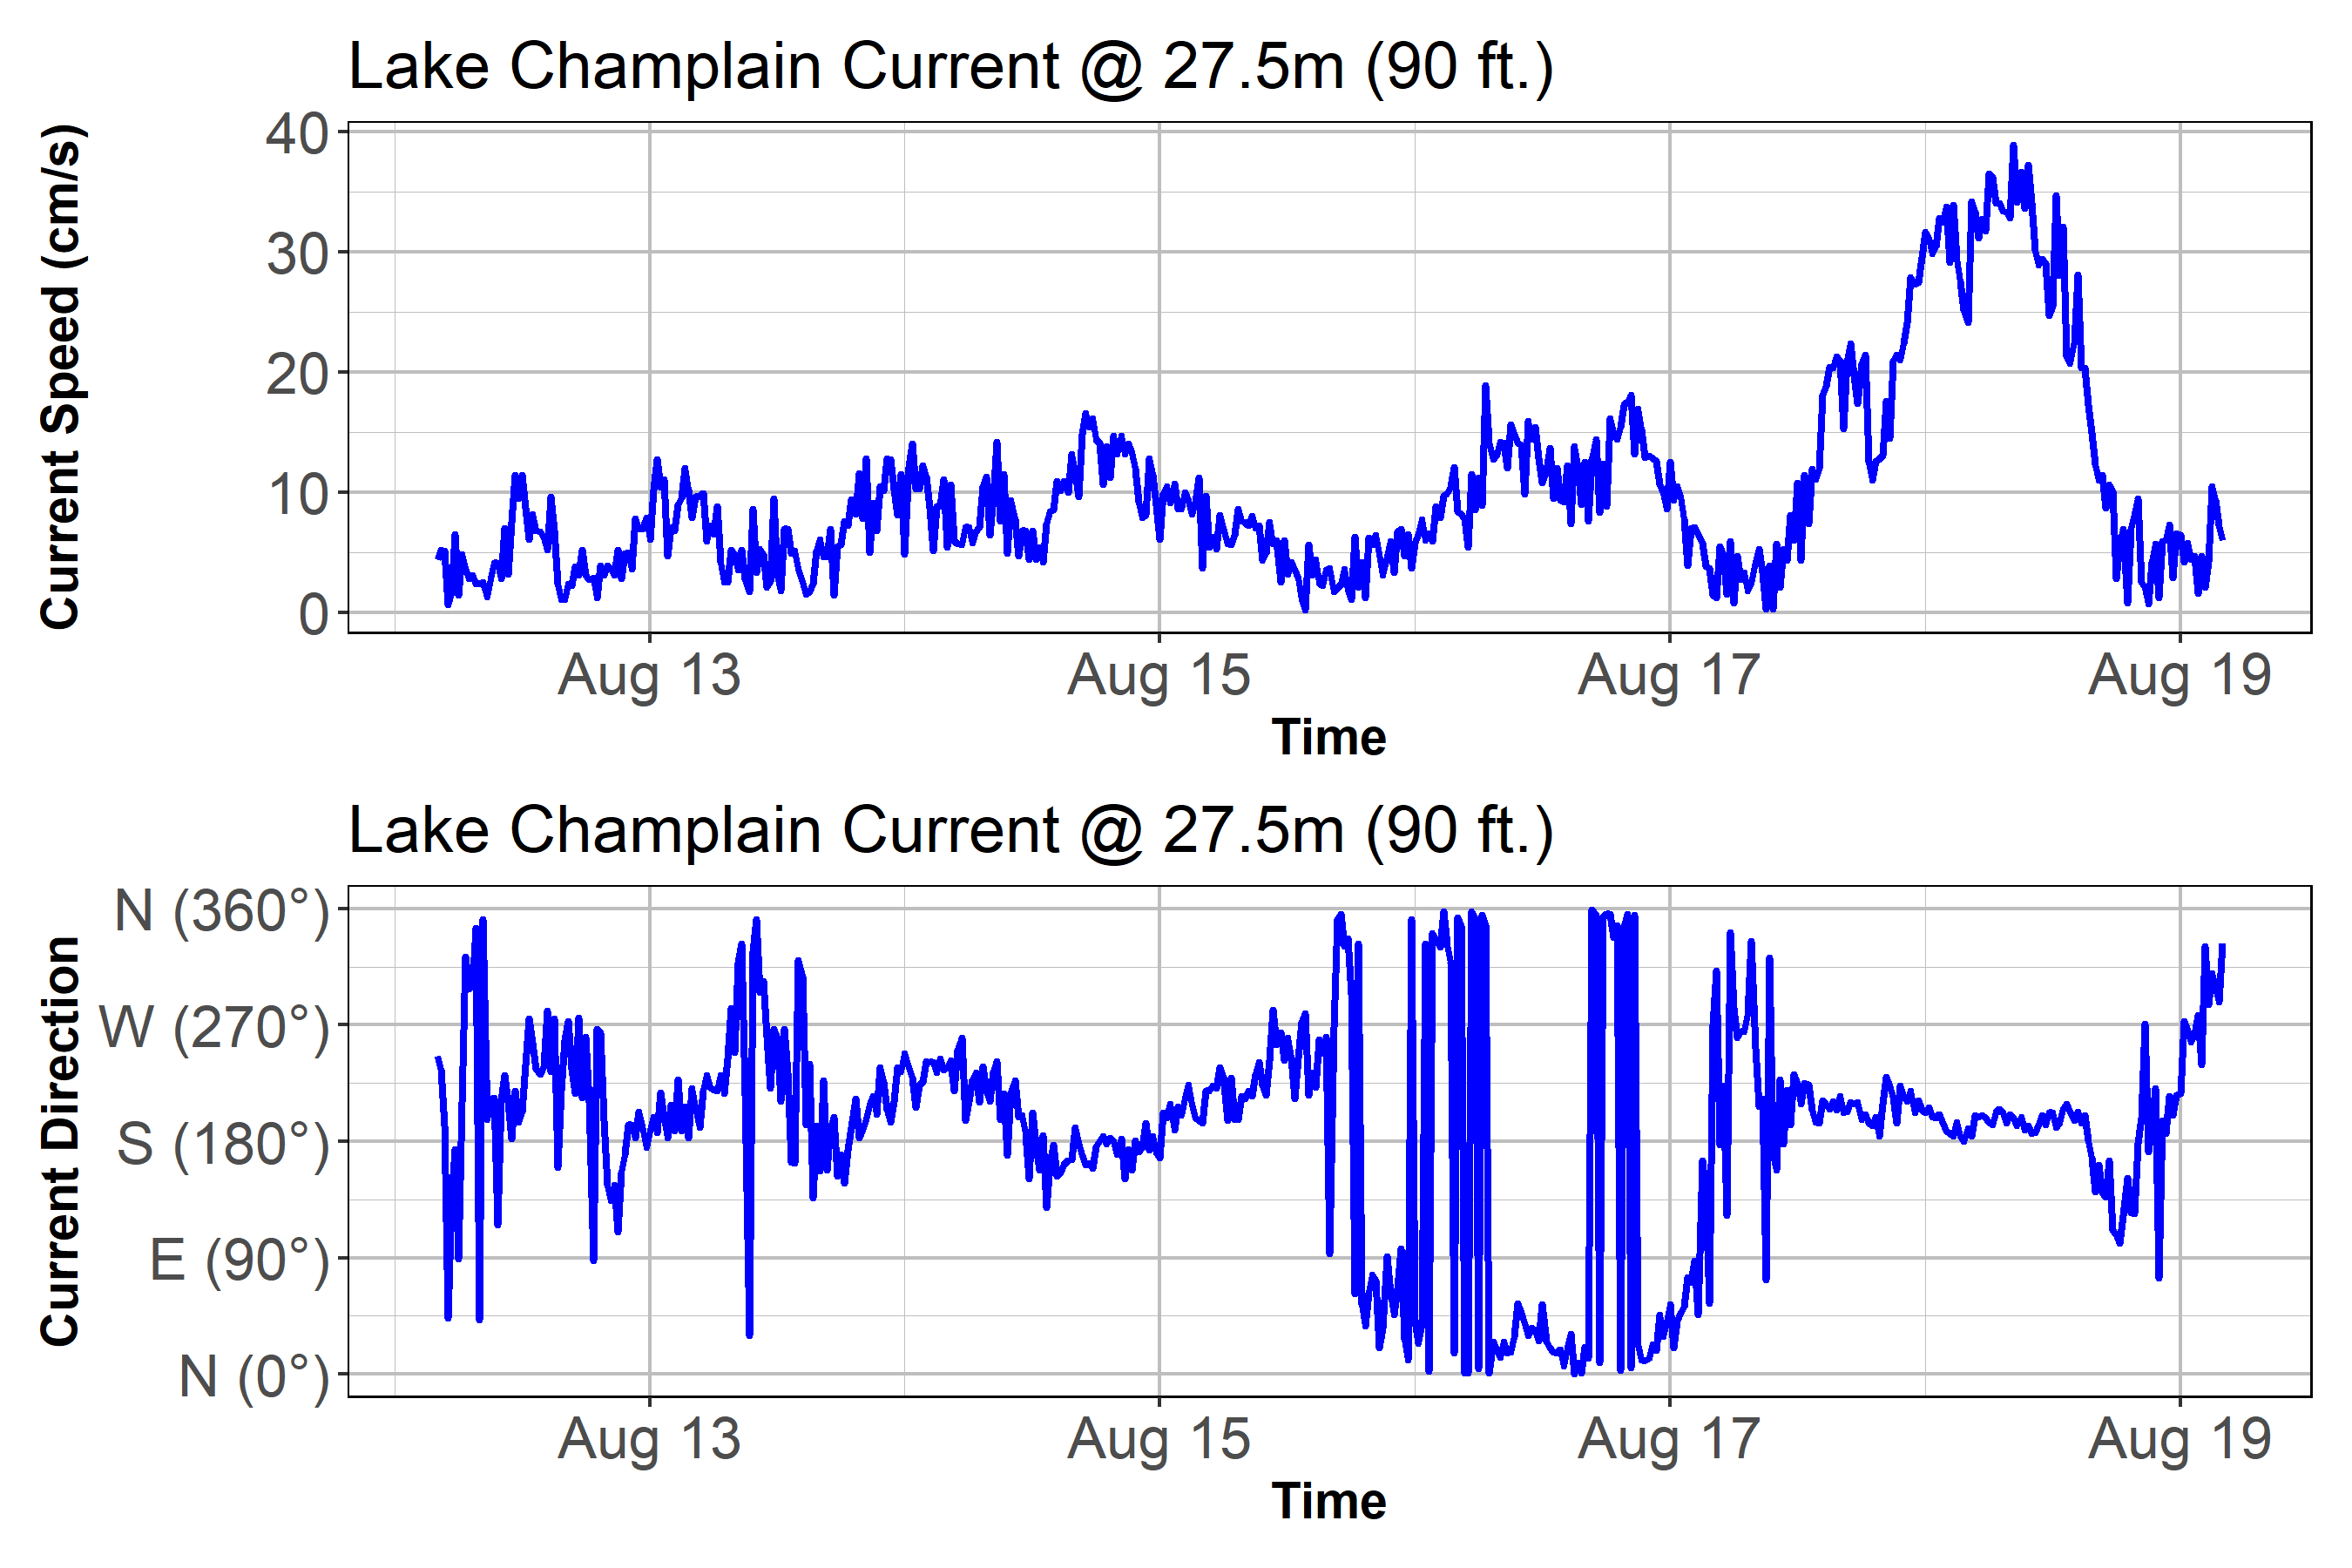 Lake Champlain Current @ 27.5m (90 ft.)
Current Speed (cm/s)
40
30
20
10
0
Aug 13
Aug 15
Aug 17
Aug 19
Time
Lake Champlain Current @ 27.5m (90 ft.)
Current Direction
N (360°)
W (270°)
S (180°)
E (90°)
N (0°)
Aug 13
Aug 15
Aug 17
Aug 19
Time